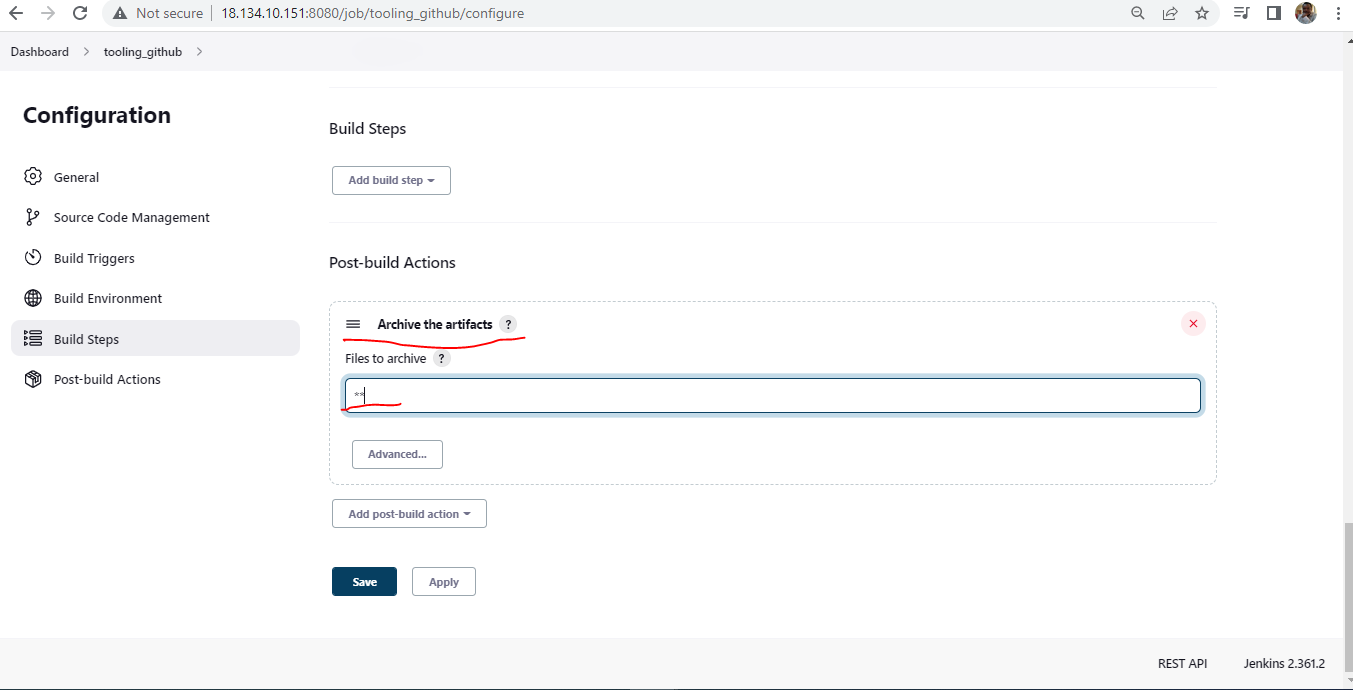 Not secure 18.134.10.151:8080/job/tooling_github/configure
Dashboard tooling_github
Configuration
General
Source Code Management
Build Triggers
Build Environment
Build Steps
Post-build Actions
Build Steps
Add build step
Post-build Actions
Archive the artifacts ?
Files to archive ?
**
Advanced...
Add post-build action
Save Apply
REST API Jenkins 2.361.2